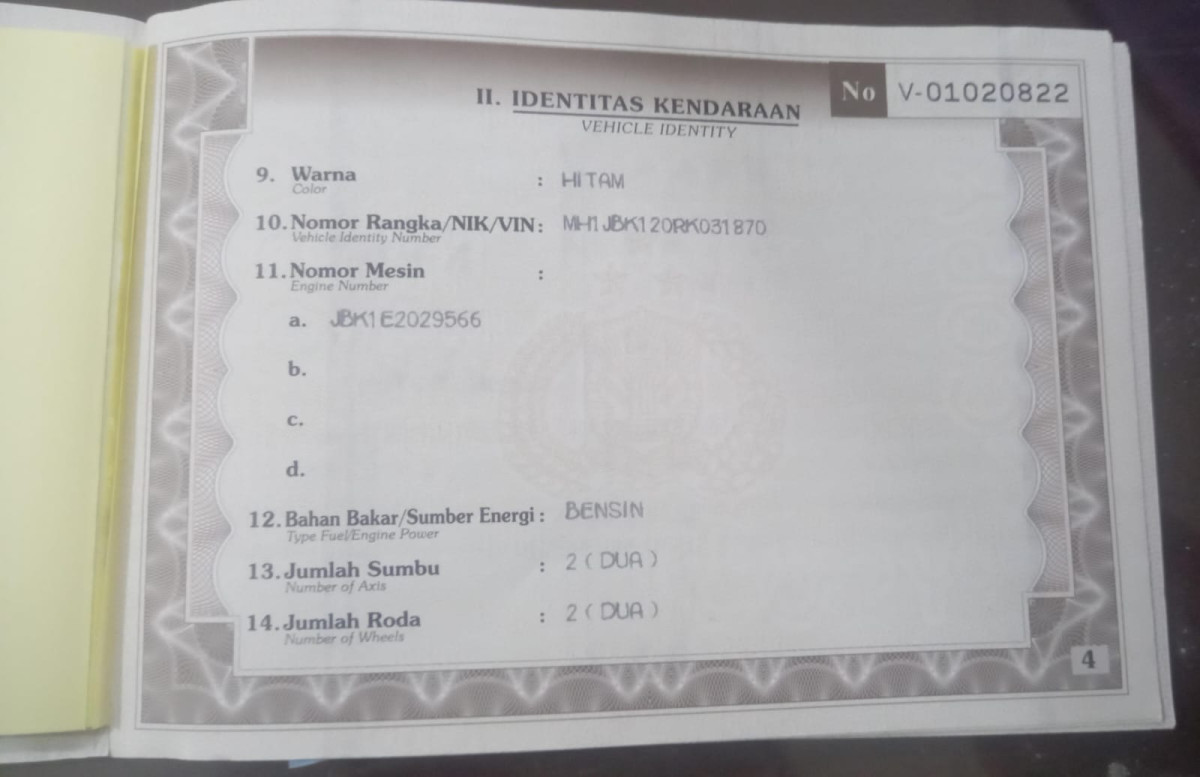 No V-01020822
II. IDENTITAS KENDARAAN
VEHICLE IDENTITY
9. Warna : HITAM
Color
10. Nomor Rangka/NIK/VIN : MH1JBK120RK031870
Vehicle Identity Number
11. Nomor Mesin :
Engine Number
a. JBK1E2029566
b.
c.
d.
12. Bahan Bakar/Sumber Energi : BENSIN
Type Fuel/Engine Power
13. Jumlah Sumbu : 2 ( DUA )
Number of Axis
14. Jumlah Roda : 2 ( DUA )
Number of Wheels
4